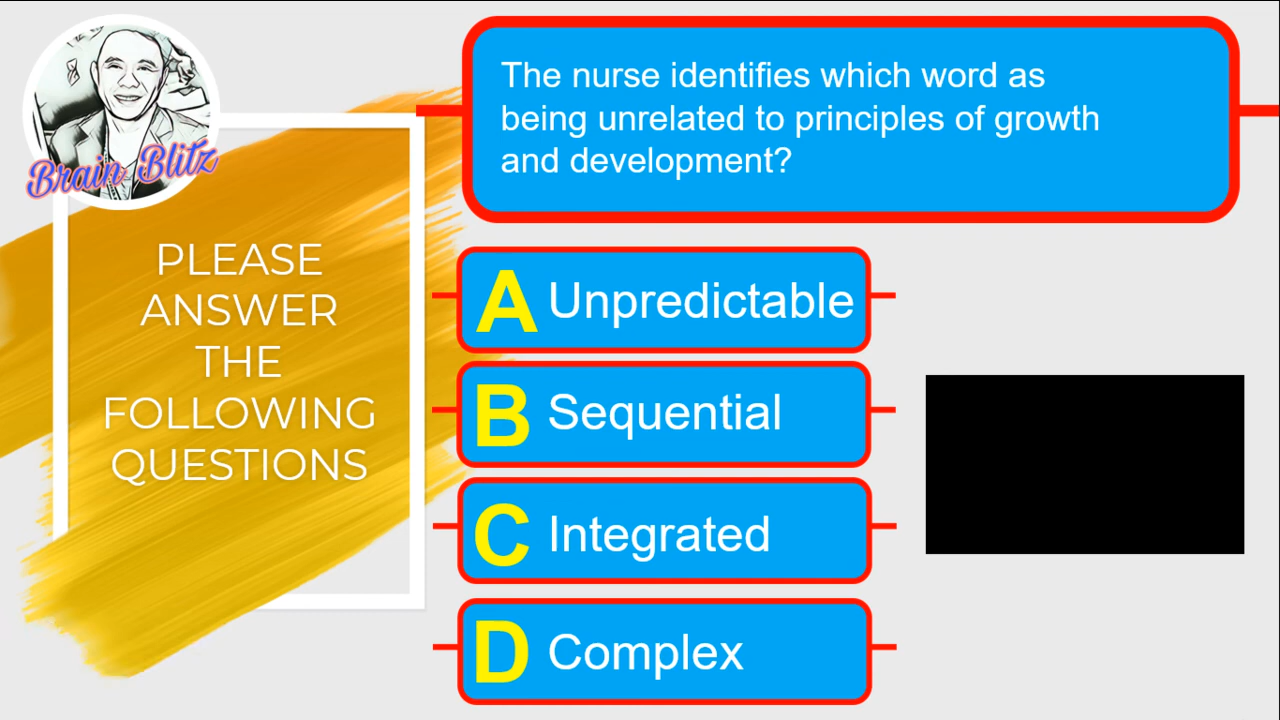 Brain Blitz
PLEASE
ANSWER
THE
FOLLOWING
QUESTIONS
The nurse identifies which word as
being unrelated to principles of growth
and development?
A Unpredictable
B Sequential
C Integrated
D Complex